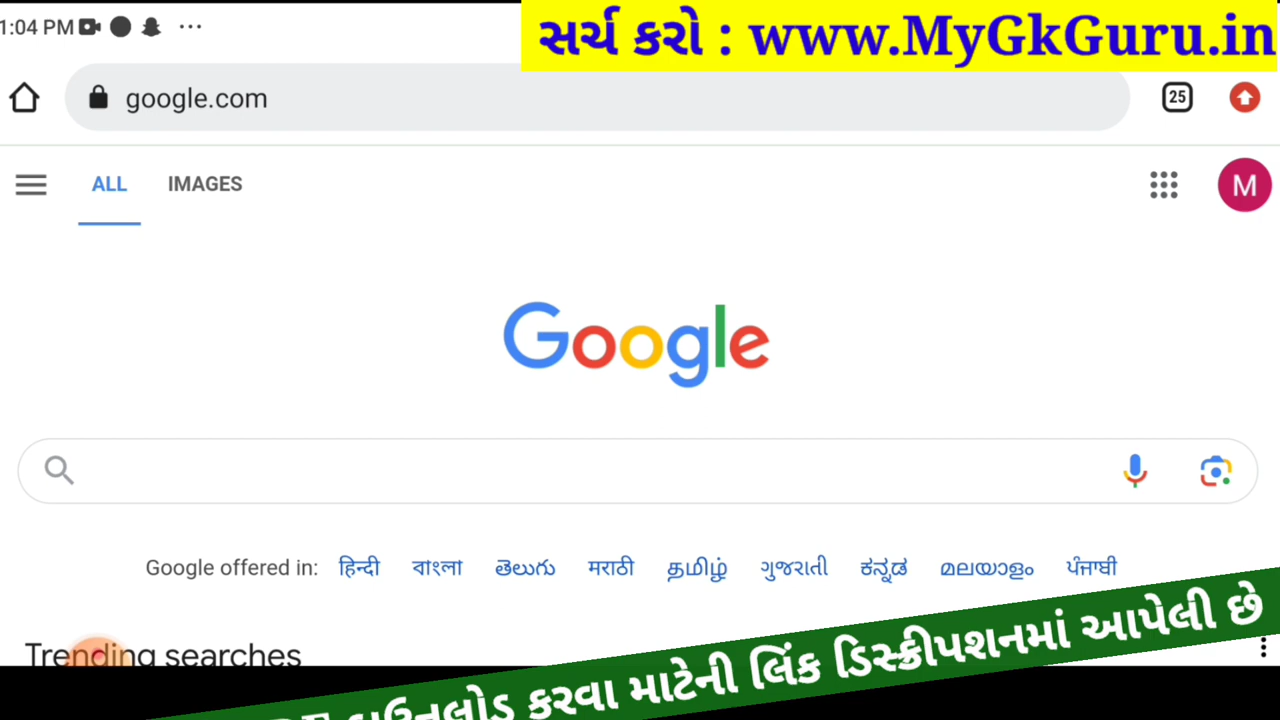 1:04 PM
સર્ચ કરો : www.MyGkGuru.in
google.com
25
ALL IMAGES
M
Google
Google offered in: हिन्दी বাংলা తెలుగు मराठी தமிழ் ગુજરાતી ಕನ್ನಡ മലയാളം ਪੰਜਾਬੀ
Trending searches
ડાઉનલોડ કરવા માટેની લિંક ડિસ્ક્રીપશનમાં આપેલી છે